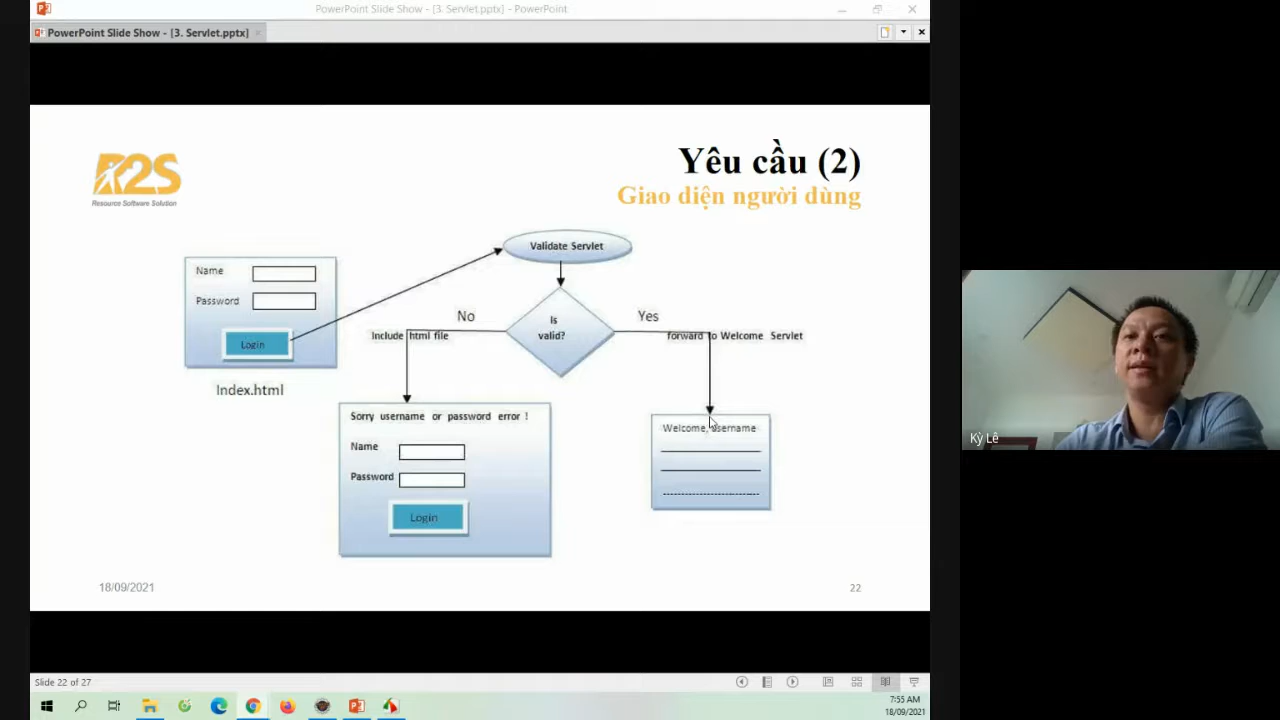 PowerPoint Slide Show - [3. Servlet.pptx] - PowerPoint
PowerPoint Slide Show - [3. Servlet.pptx]
R2S
Resource Software Solution
Yêu cầu (2)
Giao diện người dùng
Name
Password
Login
Index.html
Validate Servlet
Is
valid?
No
Include html file
Yes
forward to Welcome Servlet
Sorry username or password error !
Name
Password
Login
Welcome, username
18/09/2021
22
Kỳ Lê
Slide 22 of 27
7:55 AM
18/09/2021